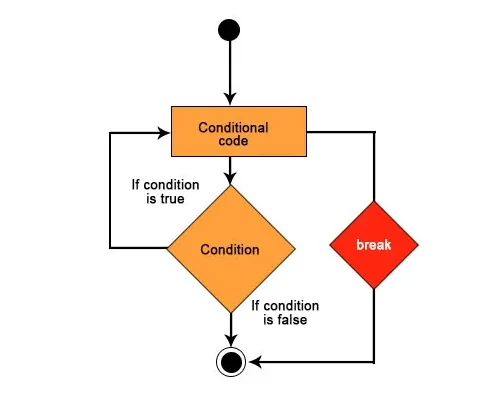 Conditional
code
If condition
is true
Condition
break
If condition
is false